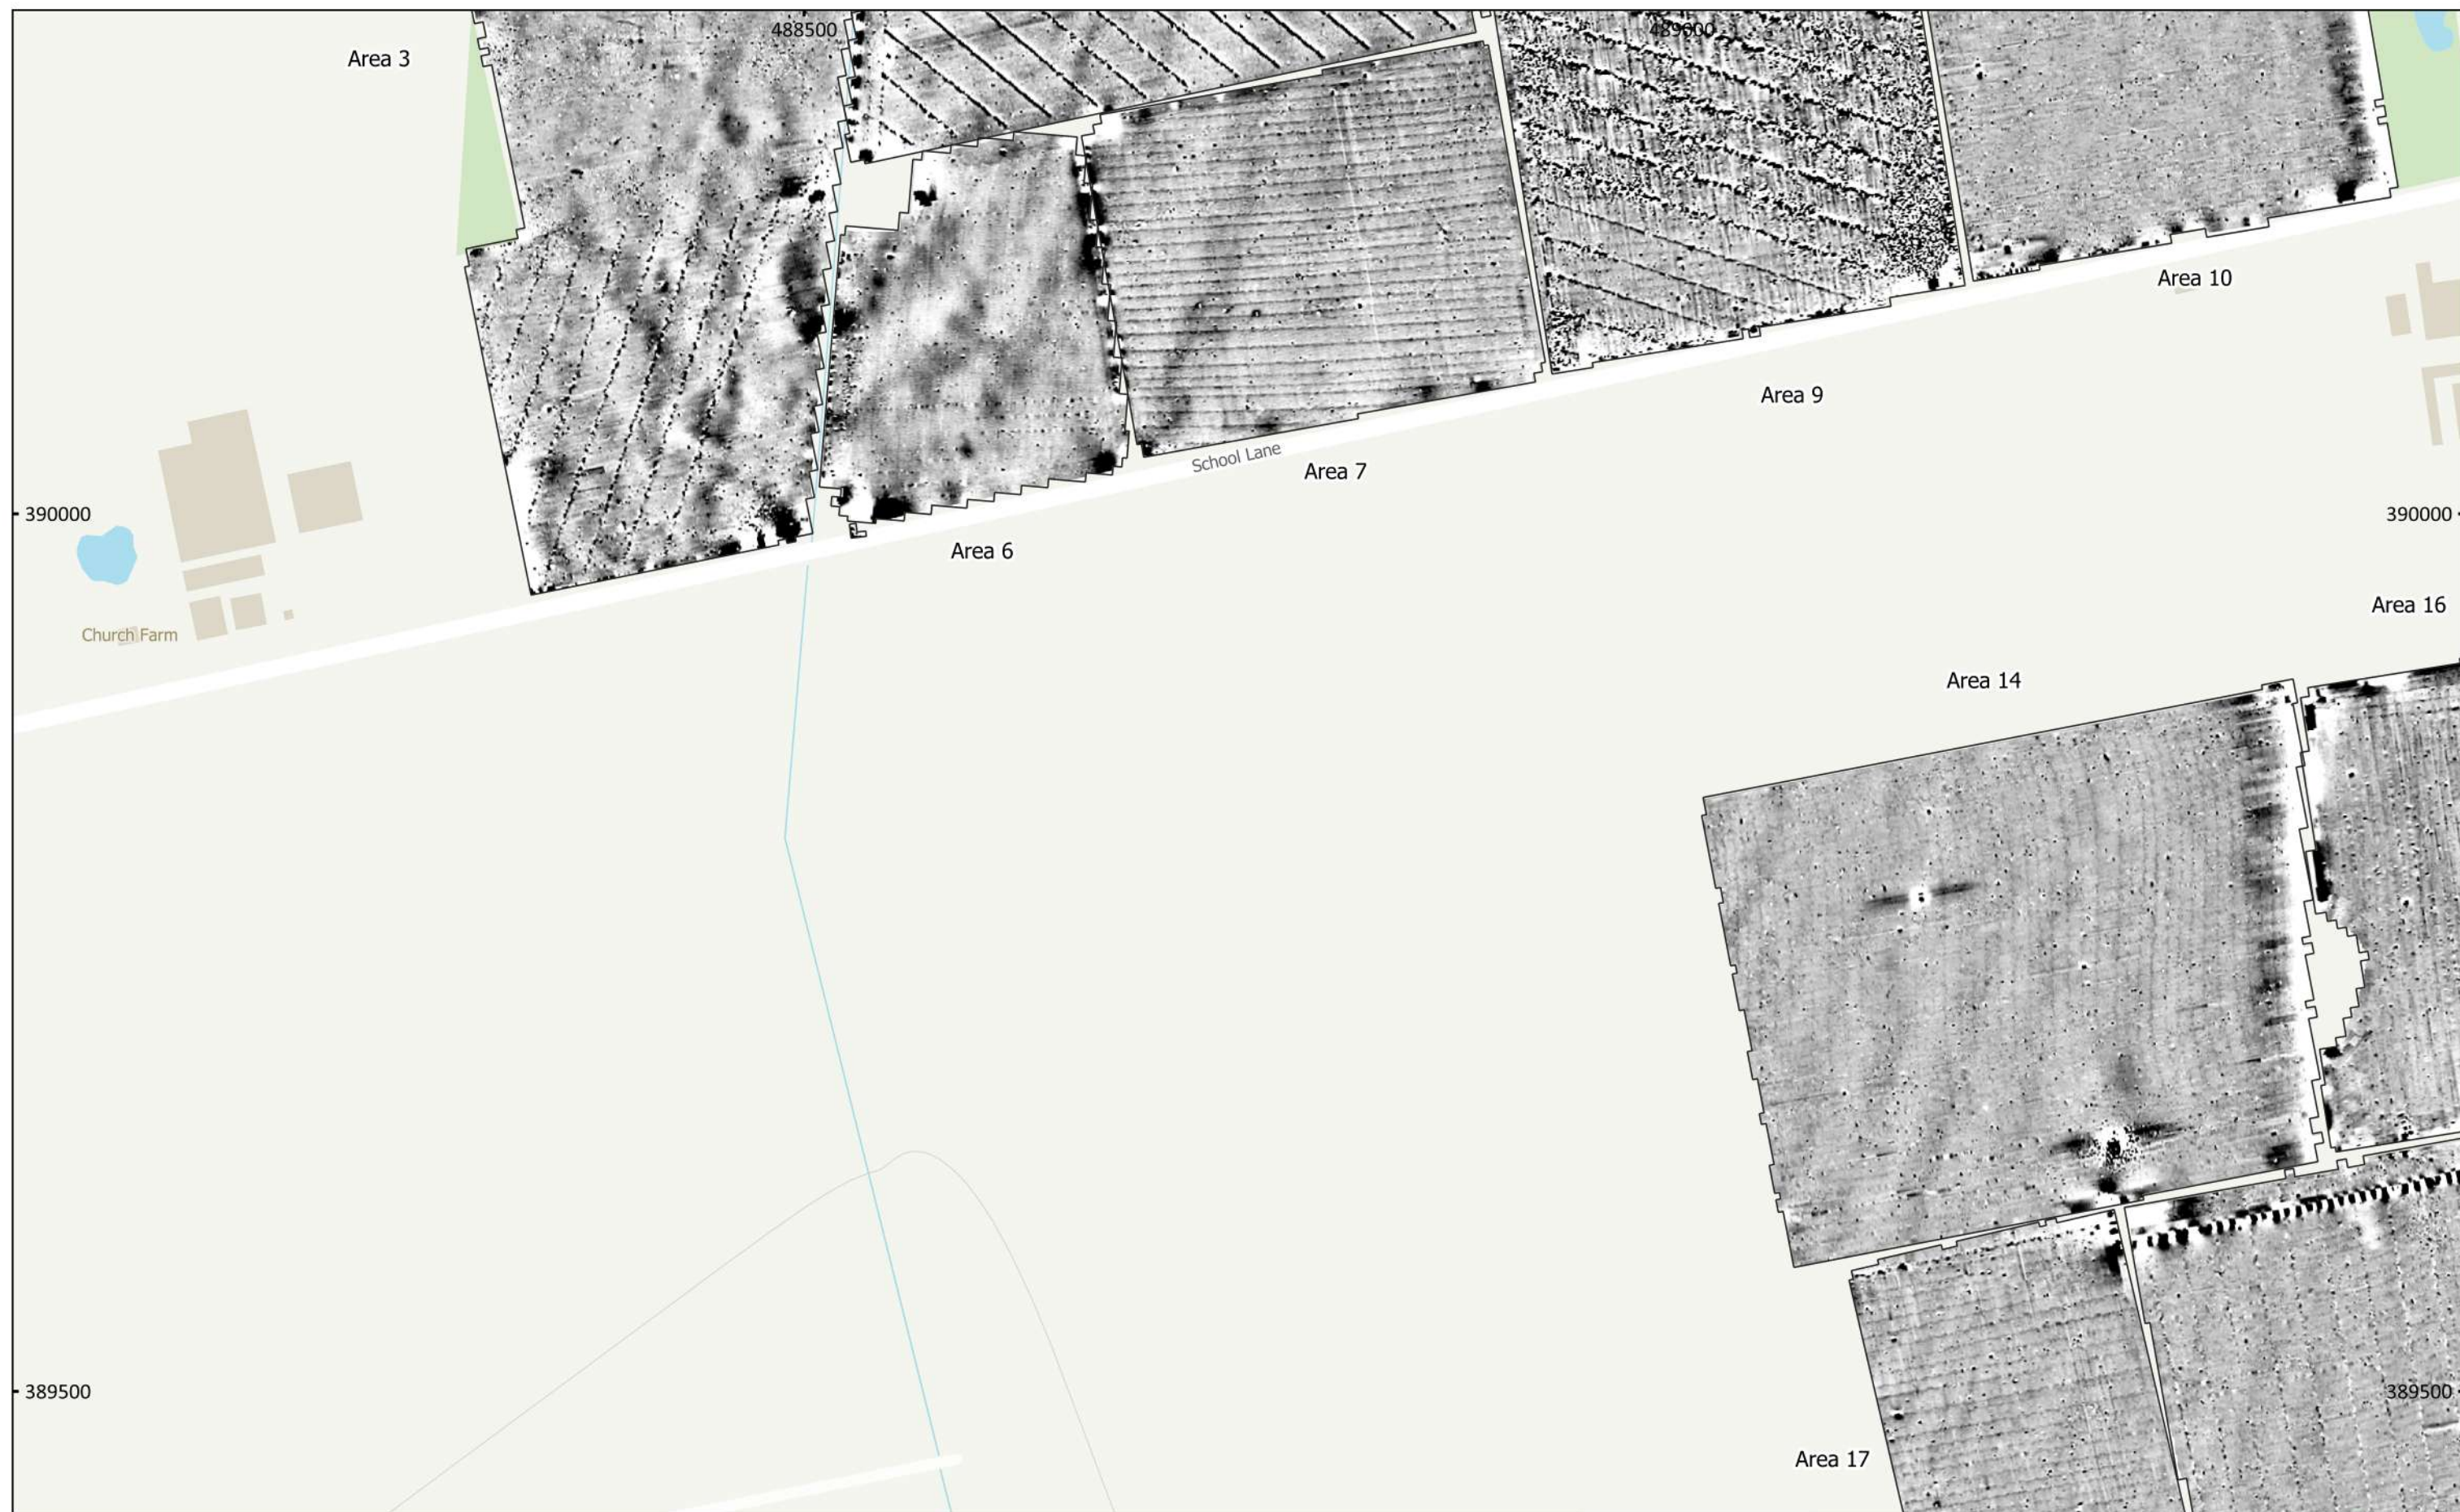 488500
489000
Area 3
Area 10
Area 9
School Lane
Area 7
390000
390000
Area 6
Area 16
Church Farm
Area 14
389500
389500
Area 17